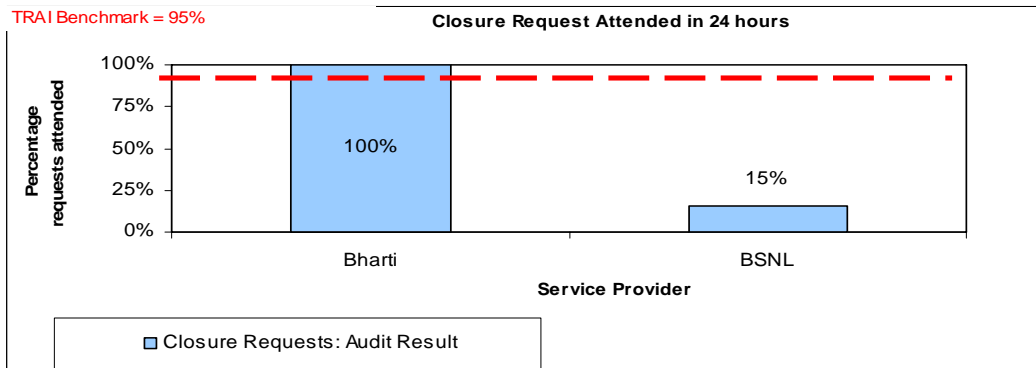 TRAI Benchmark = 95%
Closure Request Attended in 24 hours
Percentage
requests attended
100%
75%
50%
25%
0%
100%
15%
Bharti
BSNL
Service Provider
Closure Requests: Audit Result